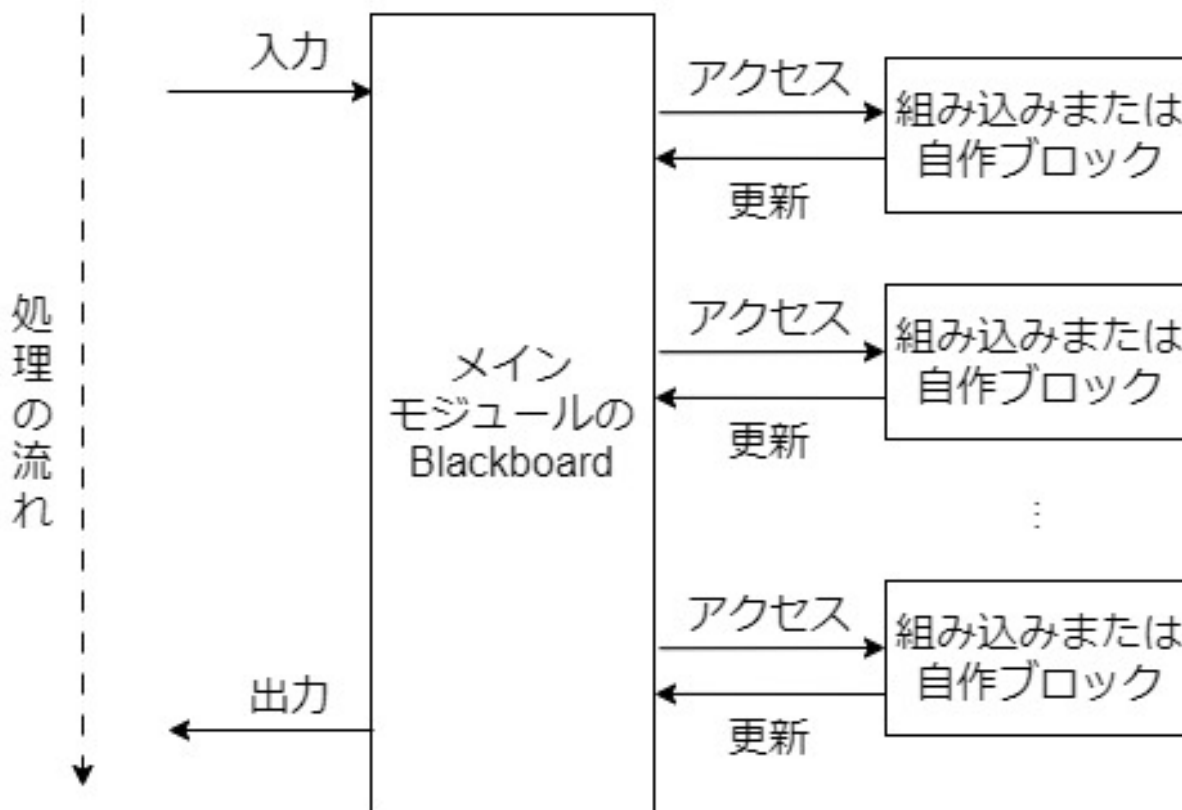 入力
アクセス
組み込みまたは
自作ブロック
更新
処理の流れ
アクセス
組み込みまたは
自作ブロック
更新
メイン
モジュールの
Blackboard
⋮
アクセス
組み込みまたは
自作ブロック
更新
出力